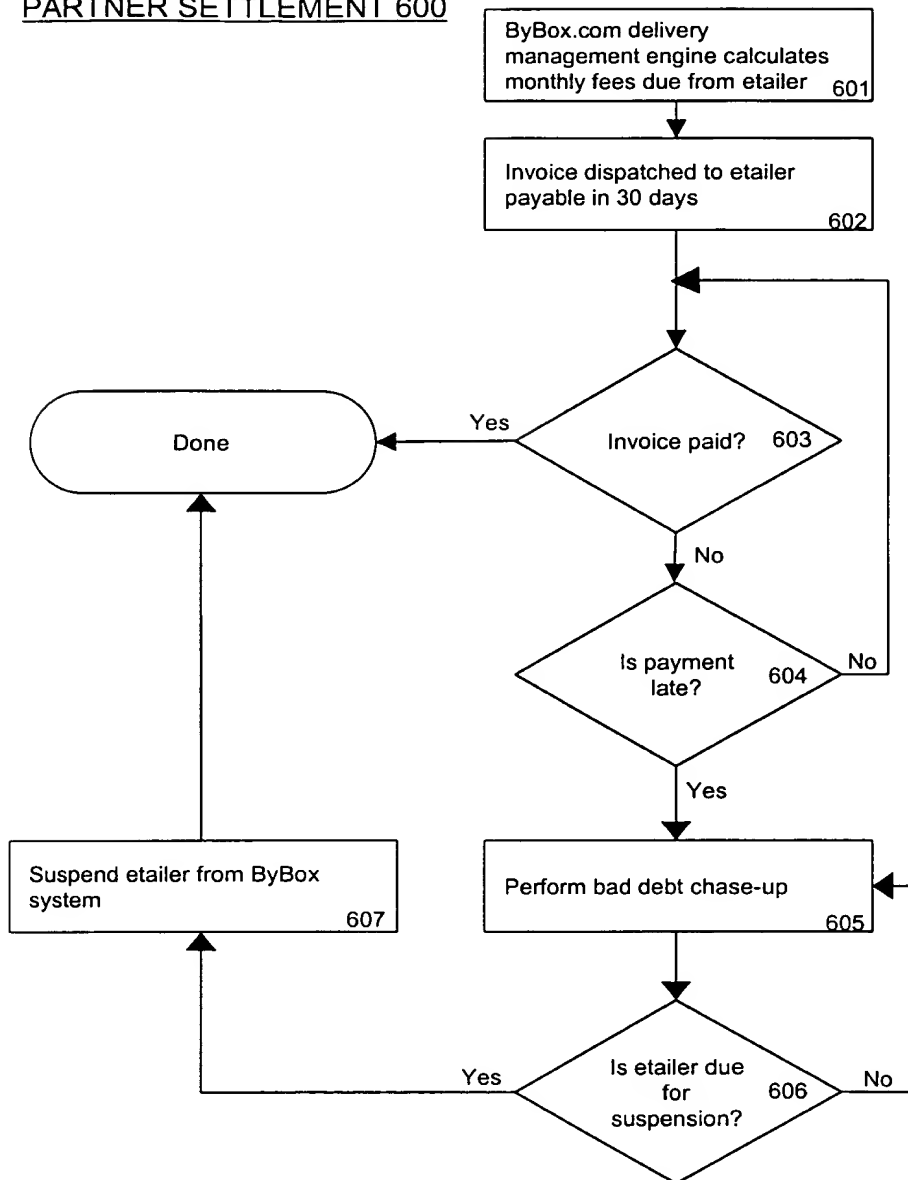 PARTNER SETTLEMENT 600
ByBox.com delivery
management engine calculates
monthly fees due from etailer
601
Invoice dispatched to etailer
payable in 30 days
602
Done
Yes
Invoice paid?
603
No
Is payment
late?
604
No
Yes
Suspend etailer from ByBox
system
607
Perform bad debt chase-up
605
Yes
Is etailer due
for
suspension?
606
No